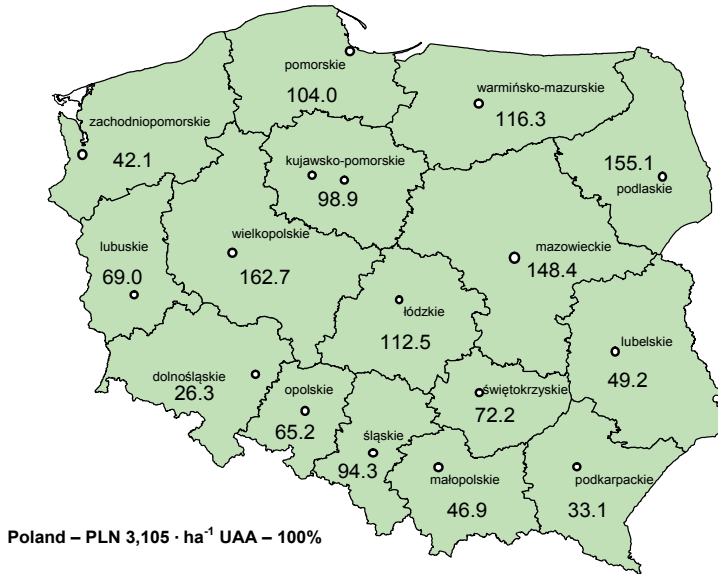 pomorskie
104.0
warmińsko-mazurskie
116.3
zachodniopomorskie
42.1
kujawsko-pomorskie
98.9
155.1
podlaskie
wielkopolskie
162.7
mazowieckie
148.4
lubuskie
69.0
łódzkie
112.5
lubelskie
49.2
dolnośląskie
26.3
opolskie
65.2
świętokrzyskie
72.2
śląskie
94.3
małopolskie
46.9
podkarpackie
33.1
Poland – PLN 3,105 · ha⁻¹ UAA – 100%